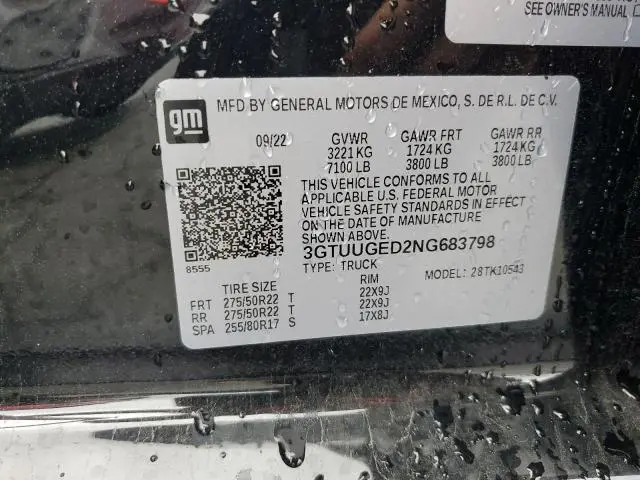 SEE OWNER'S MANUAL
gm
MFD BY GENERAL MOTORS DE MEXICO, S. DE R.L. DE C.V.
09/22 GVWR GAWR FRT GAWR RR
3221 KG 1724 KG 1724 KG
7100 LB 3800 LB 3800 LB
THIS VEHICLE CONFORMS TO ALL
APPLICABLE U.S. FEDERAL MOTOR
VEHICLE SAFETY STANDARDS IN EFFECT
ON THE DATE OF MANUFACTURE
SHOWN ABOVE.
3GTUUGED2NG683798
8555 TYPE: TRUCK MODEL: 28TK10543
TIRE SIZE RIM
FRT 275/50R22 T 22X9J
RR 275/50R22 T 22X9J
SPA 255/80R17 S 17X8J